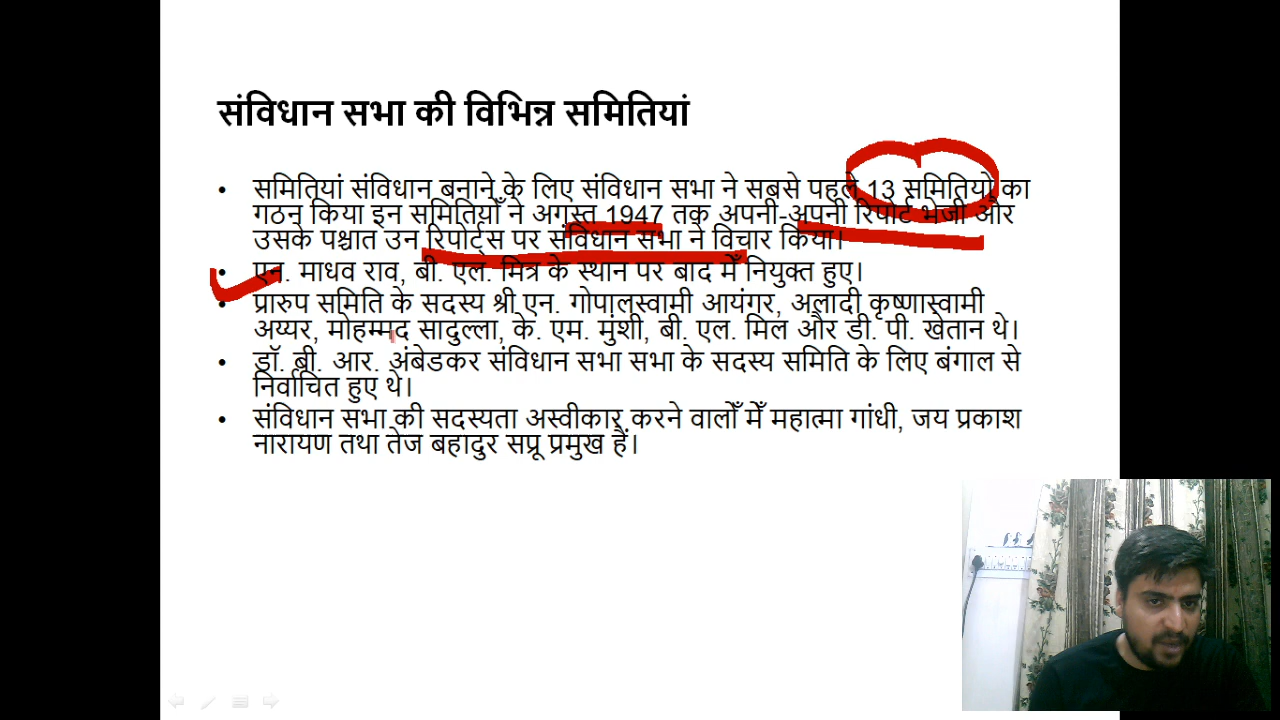 संविधान सभा की विभिन्न समितियां
• समितियां संविधान बनाने के लिए संविधान सभा ने सबसे पहले 13 समितियो का
गठन किया इन समितियोँ ने अगस्त 1947 तक अपनी-अपनी रिपोर्ट भेजी और
उसके पश्चात उन रिपोर्ट्स पर संविधान सभा ने विचार किया।
• एन. माधव राव, बी. एल. मित्र के स्थान पर बाद मेँ नियुक्त हुए।
• प्रारुप समिति के सदस्य श्री एन. गोपालस्वामी आयंगर, अलादी कृष्णास्वामी
अय्यर, मोहम्मद सादुल्ला, के. एम. मुंशी, बी. एल. मिल और डी. पी. खेतान थे।
• डॉ. बी. आर. अंबेडकर संविधान सभा सभा के सदस्य समिति के लिए बंगाल से
निर्वाचित हुए थे।
• संविधान सभा की सदस्यता अस्वीकार करने वालोँ मेँ महात्मा गांधी, जय प्रकाश
नारायण तथा तेज बहादुर सप्रू प्रमुख हैं।